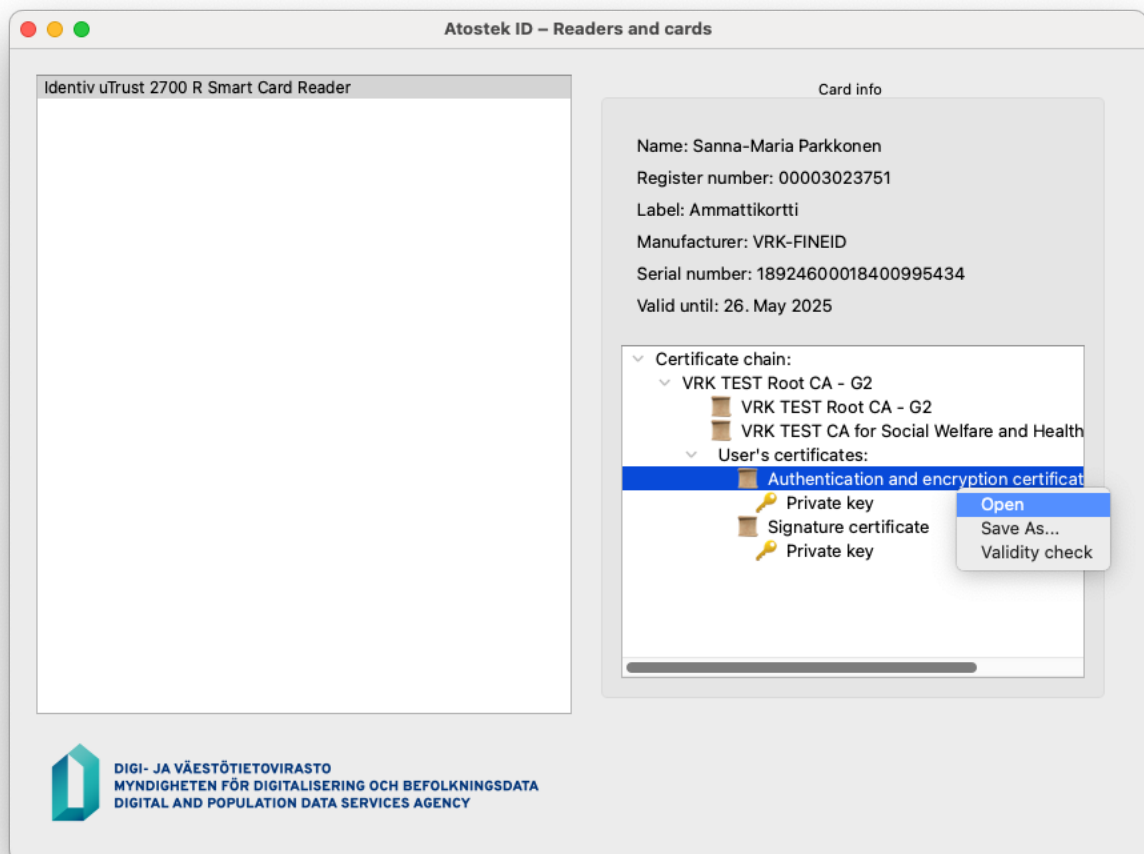 Atostek ID – Readers and cards
Identiv uTrust 2700 R Smart Card Reader
Card info
Name: Sanna-Maria Parkkonen
Register number: 00003023751
Label: Ammattikortti
Manufacturer: VRK-FINEID
Serial number: 18924600018400995434
Valid until: 26. May 2025
Certificate chain:
VRK TEST Root CA - G2
VRK TEST Root CA - G2
VRK TEST CA for Social Welfare and Health
User's certificates:
Authentication and encryption certificat
Private key
Signature certificate
Private key
Open
Save As...
Validity check
DIGI- JA VÄESTÖTIETOVIRASTO
MYNDIGHETEN FÖR DIGITALISERING OCH BEFOLKNINGSDATA
DIGITAL AND POPULATION DATA SERVICES AGENCY